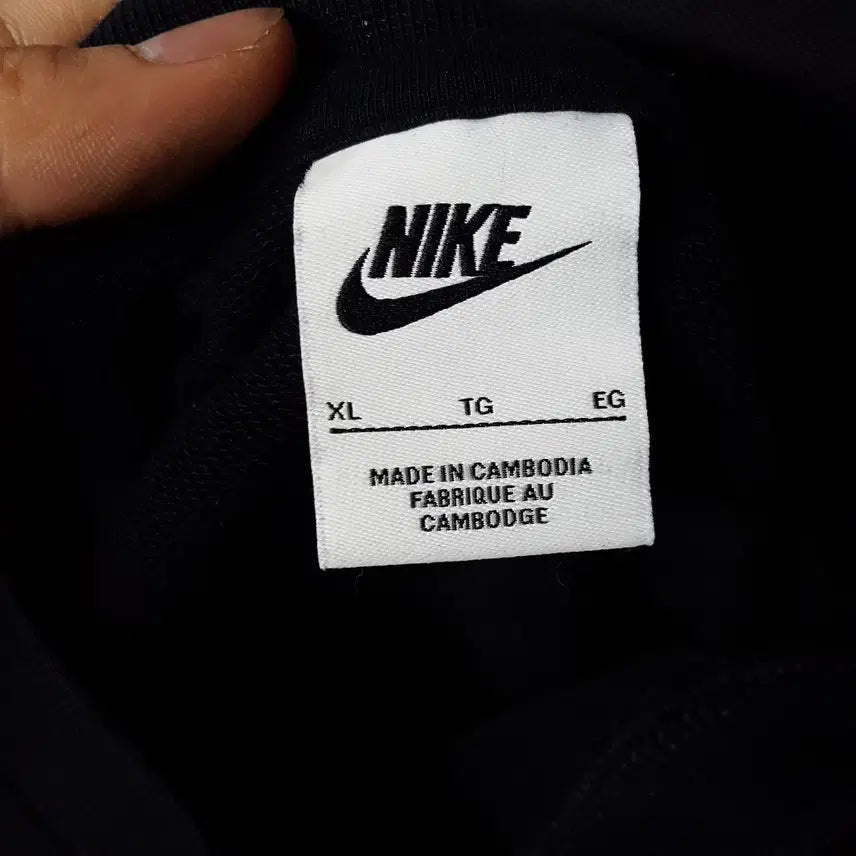 NIKE
XL TG EG
MADE IN CAMBODIA
FABRIQUE AU
CAMBODGE